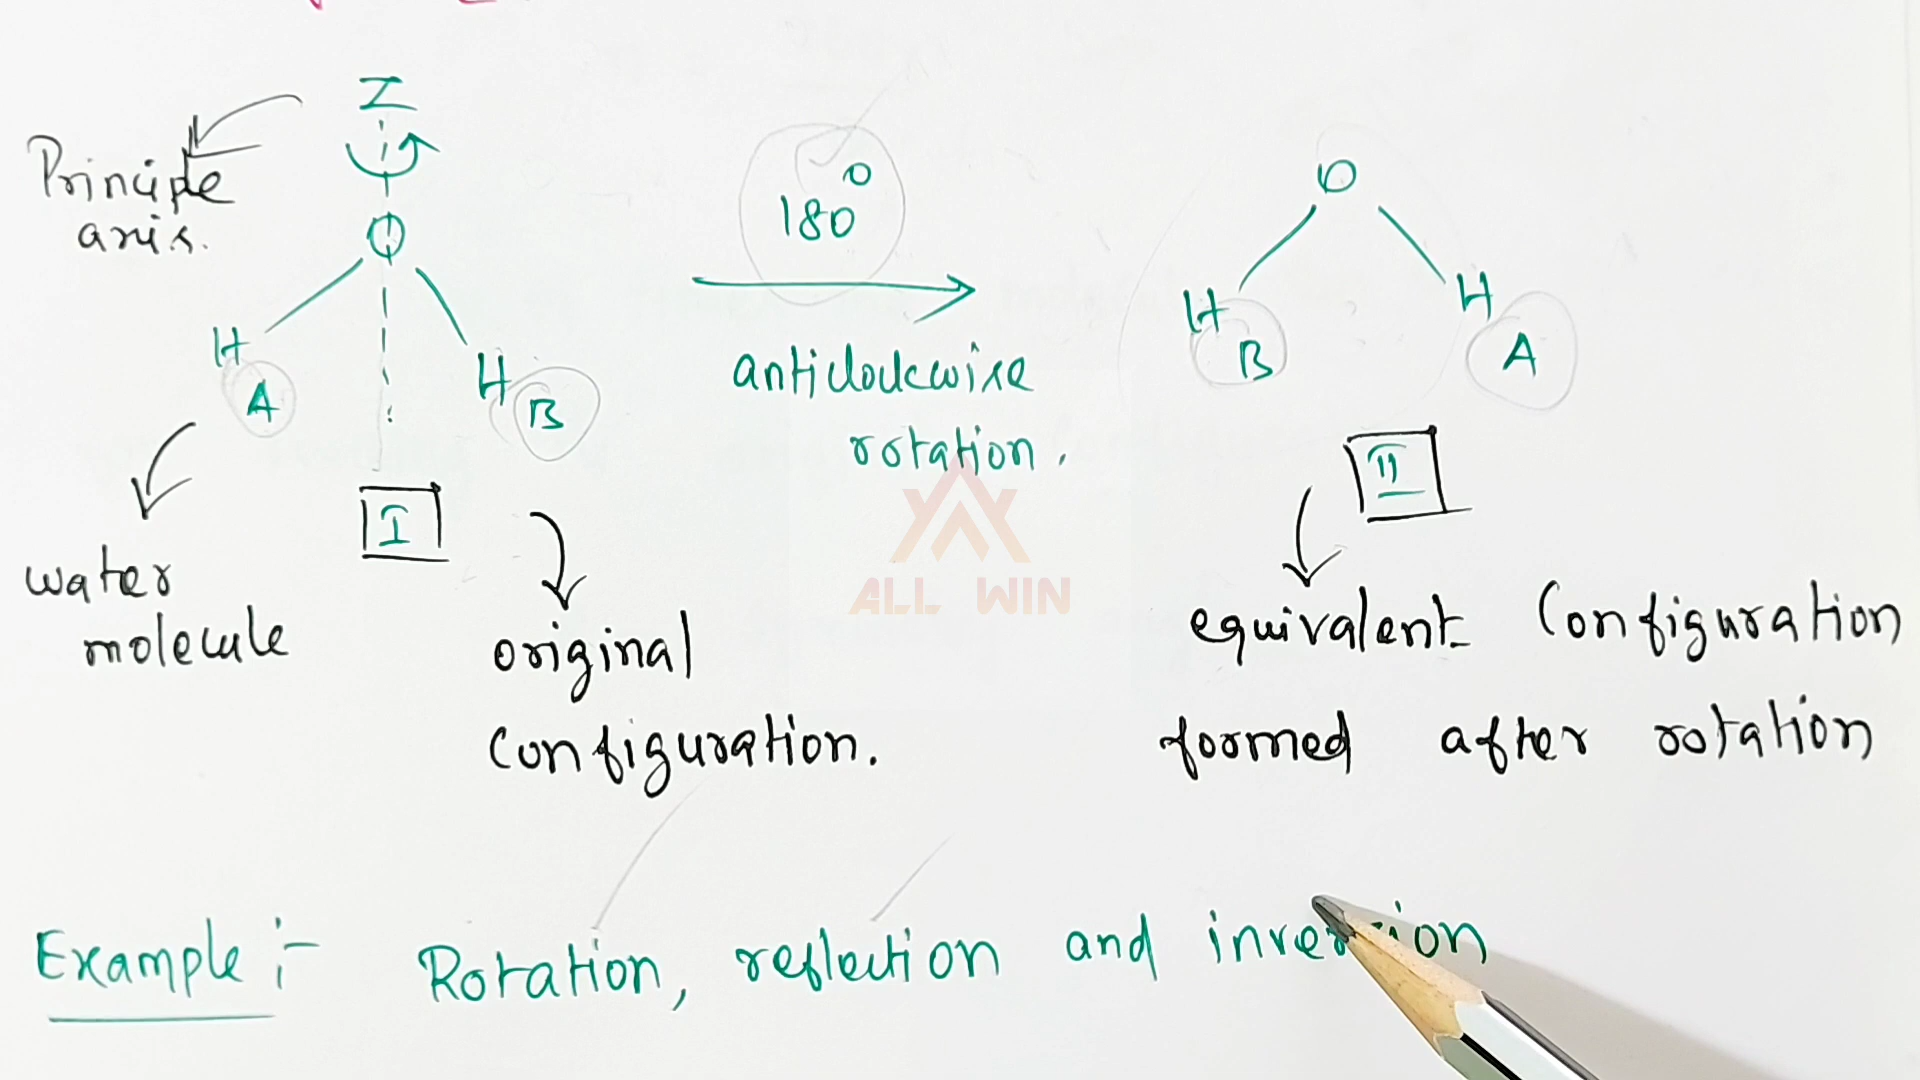 Z
Principle
axis.
O
H
A
H
B
180°
anticlockwise
rotation.
O
H
B
H
A
I
II
water
molecule
original
configuration.
equivalent Configuration
formed after rotation
ALL WIN
Example :- Rotation, reflection and inversion